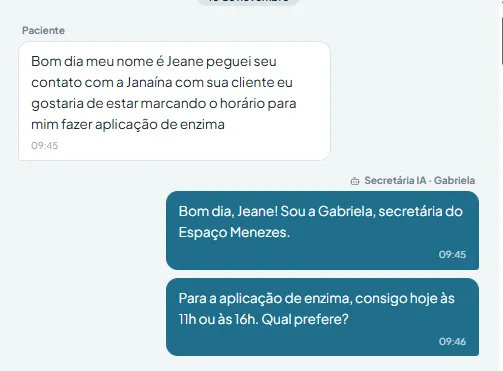 Paciente
Bom dia meu nome é Jeane peguei seu
contato com a Janaína com sua cliente eu
gostaria de estar marcando o horário para
mim fazer aplicação de enzima
09:45
Secretária IA · Gabriela
Bom dia, Jeane! Sou a Gabriela, secretária do
Espaço Menezes.
09:45
Para a aplicação de enzima, consigo hoje às
11h ou às 16h. Qual prefere?
09:46